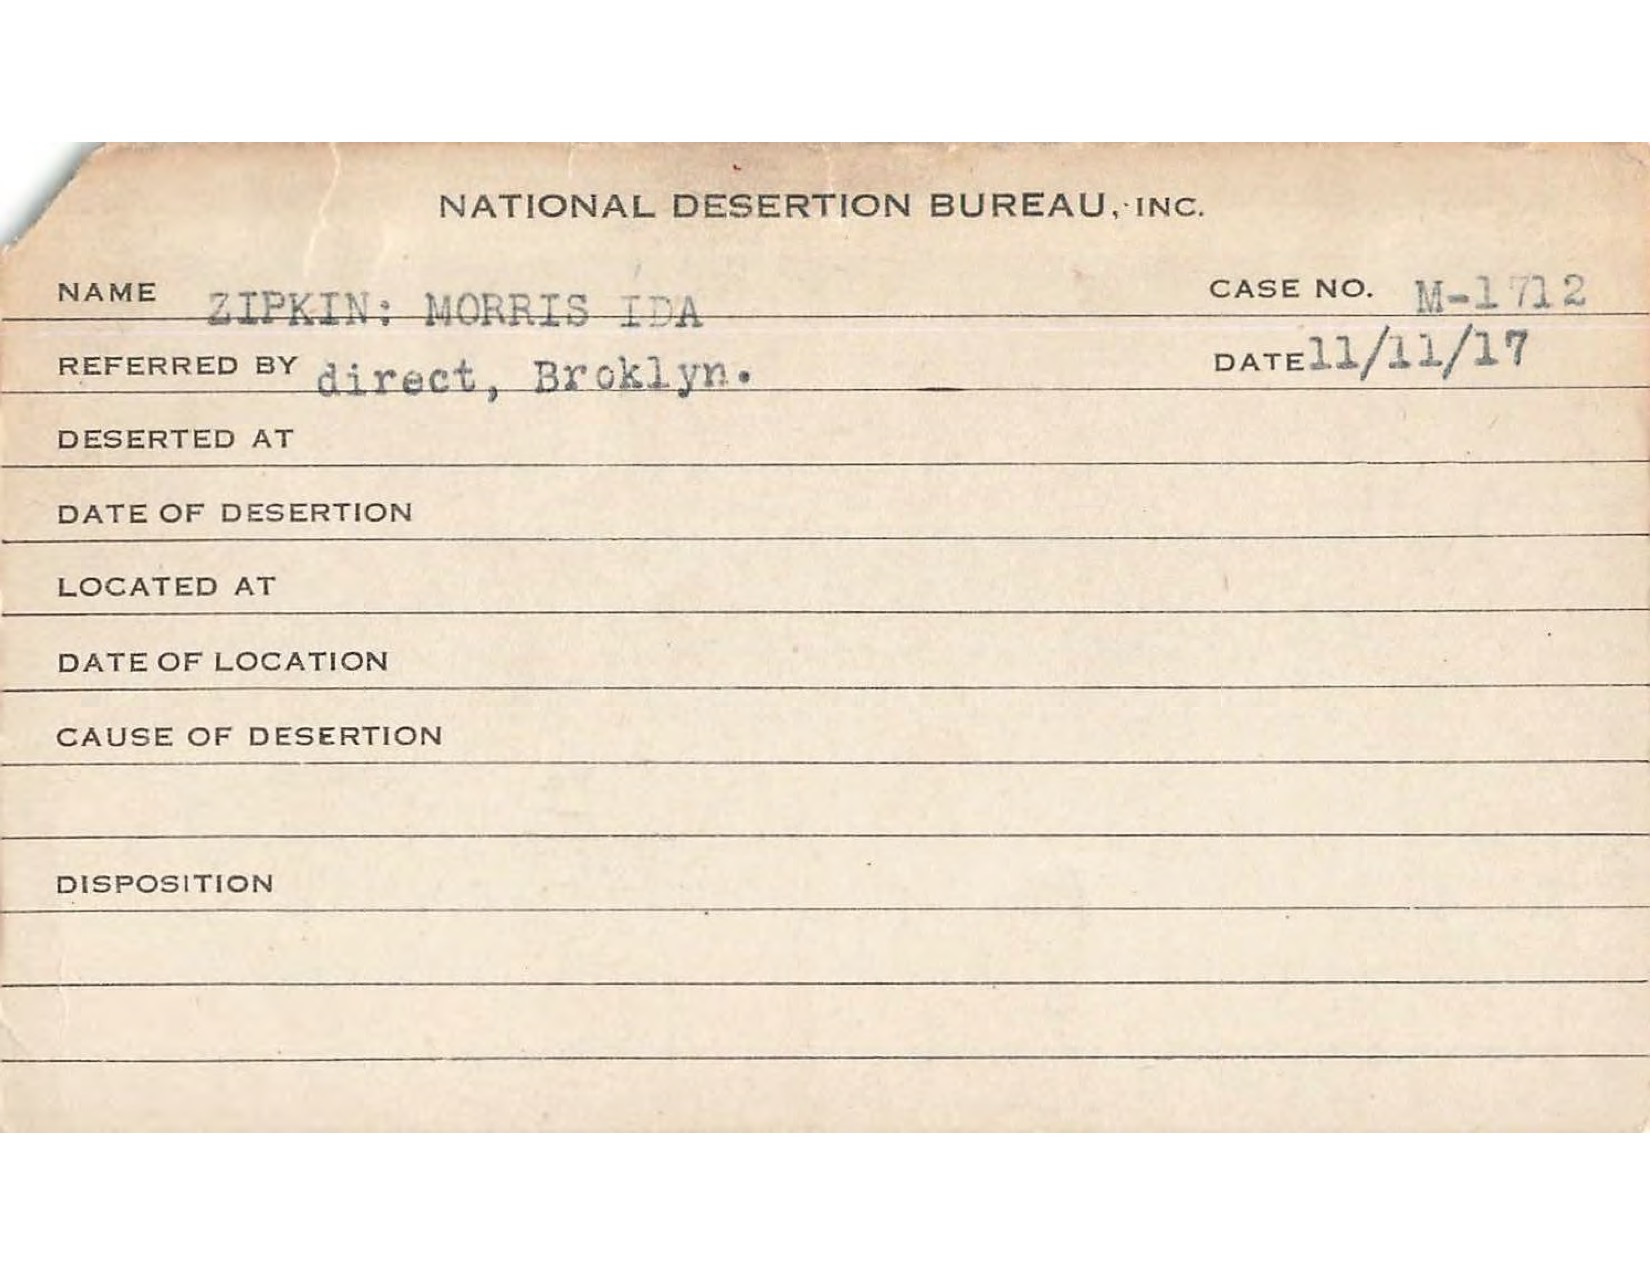 NATIONAL DESERTION BUREAU, INC.
NAME ZIPKIN: MORRIS IDA CASE NO. M-1712
REFERRED BY direct, Broklyn. DATE 11/11/17
DESERTED AT
DATE OF DESERTION
LOCATED AT
DATE OF LOCATION
CAUSE OF DESERTION
DISPOSITION